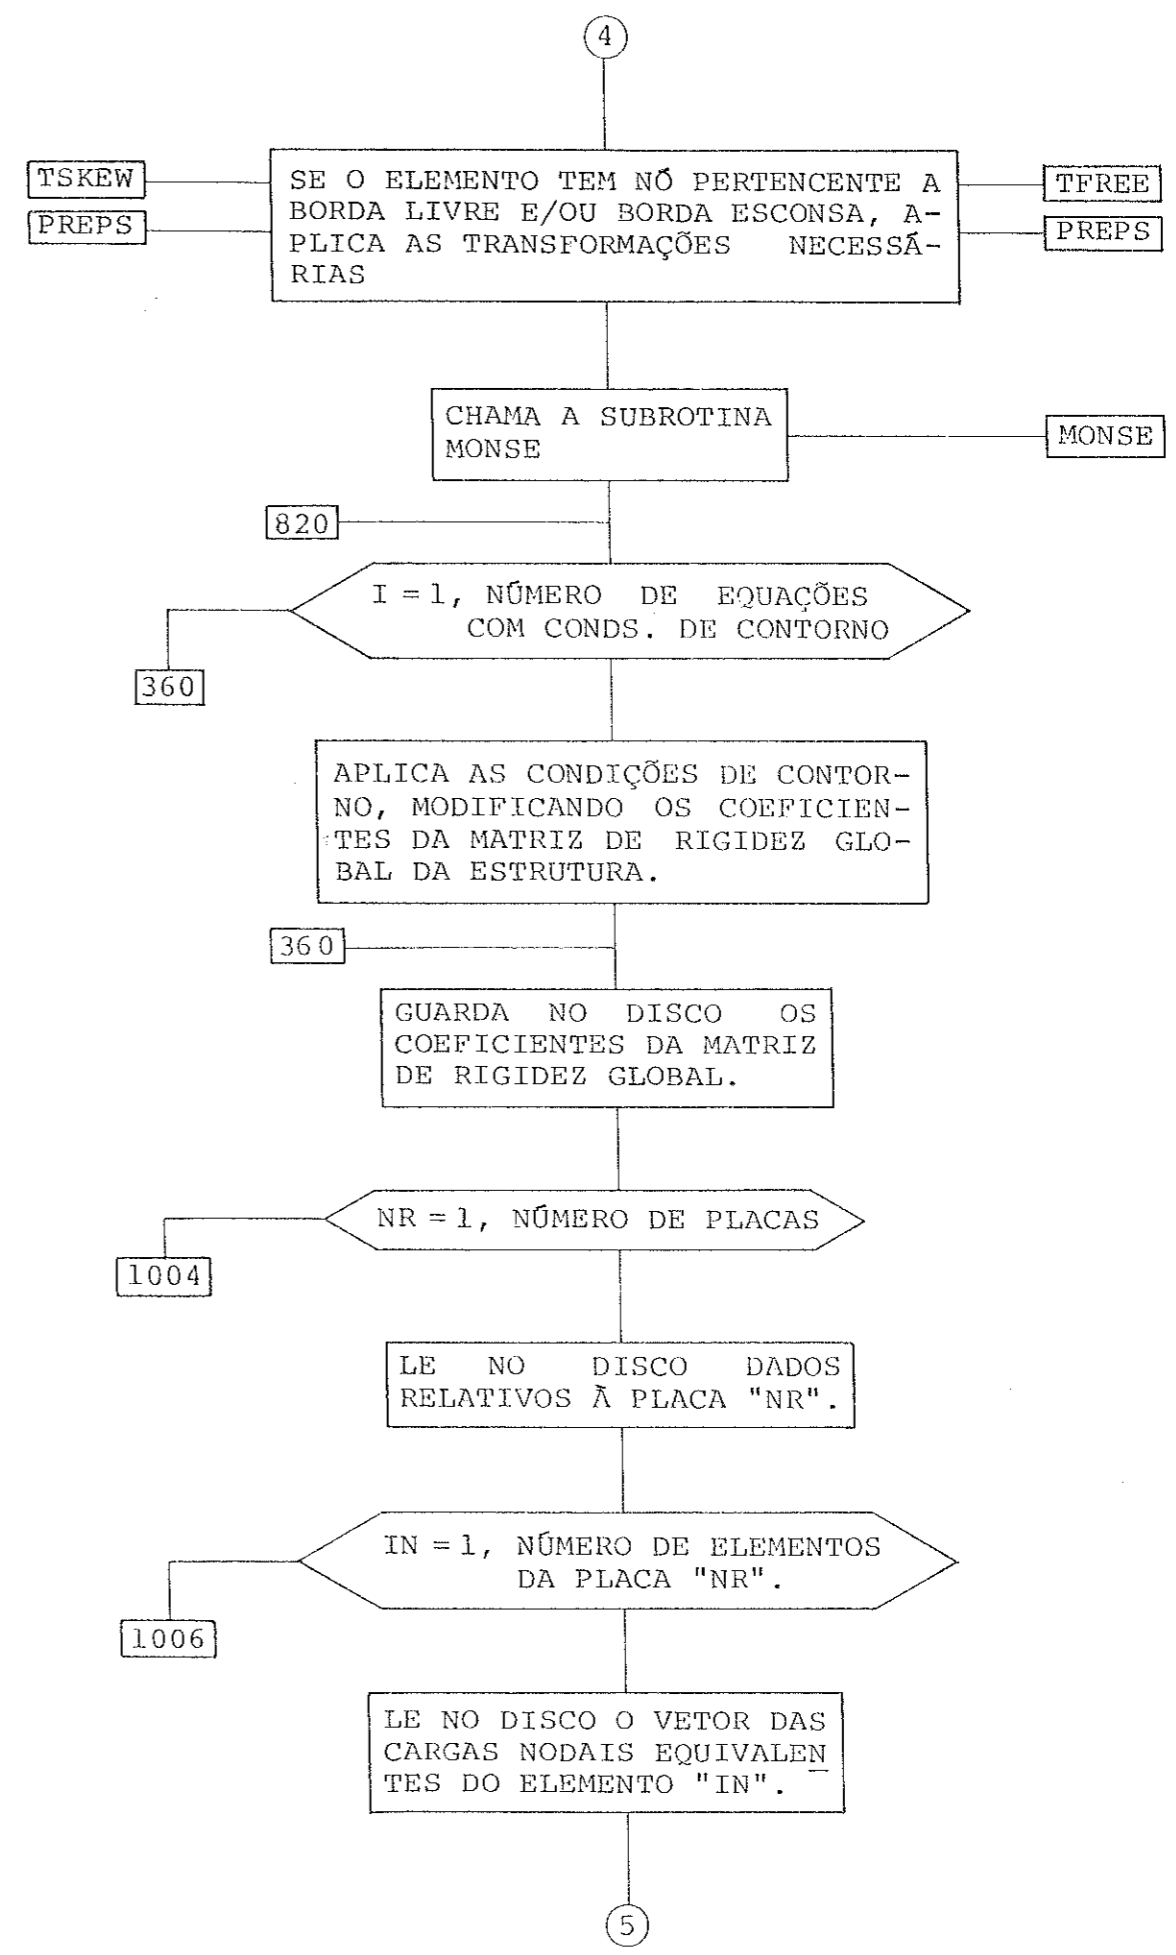 4
TSKEW
PREPS
SE O ELEMENTO TEM NÓ PERTENCENTE A
BORDA LIVRE E/OU BORDA ESCONSA, A-
PLICA AS TRANSFORMAÇÕES NECESSÁ-
RIAS
TFREE
PREPS
CHAMA A SUBROTINA
MONSE
MONSE
820
I = 1, NÚMERO DE EQUAÇÕES
COM CONDS. DE CONTORNO
360
APLICA AS CONDIÇÕES DE CONTOR-
NO, MODIFICANDO OS COEFICIEN-
TES DA MATRIZ DE RIGIDEZ GLO-
BAL DA ESTRUTURA.
360
GUARDA NO DISCO OS
COEFICIENTES DA MATRIZ
DE RIGIDEZ GLOBAL.
NR = 1, NÚMERO DE PLACAS
1004
LE NO DISCO DADOS
RELATIVOS À PLACA "NR".
IN = 1, NÚMERO DE ELEMENTOS
DA PLACA "NR".
1006
LE NO DISCO O VETOR DAS
CARGAS NODAIS EQUIVALEN
TES DO ELEMENTO "IN".
5